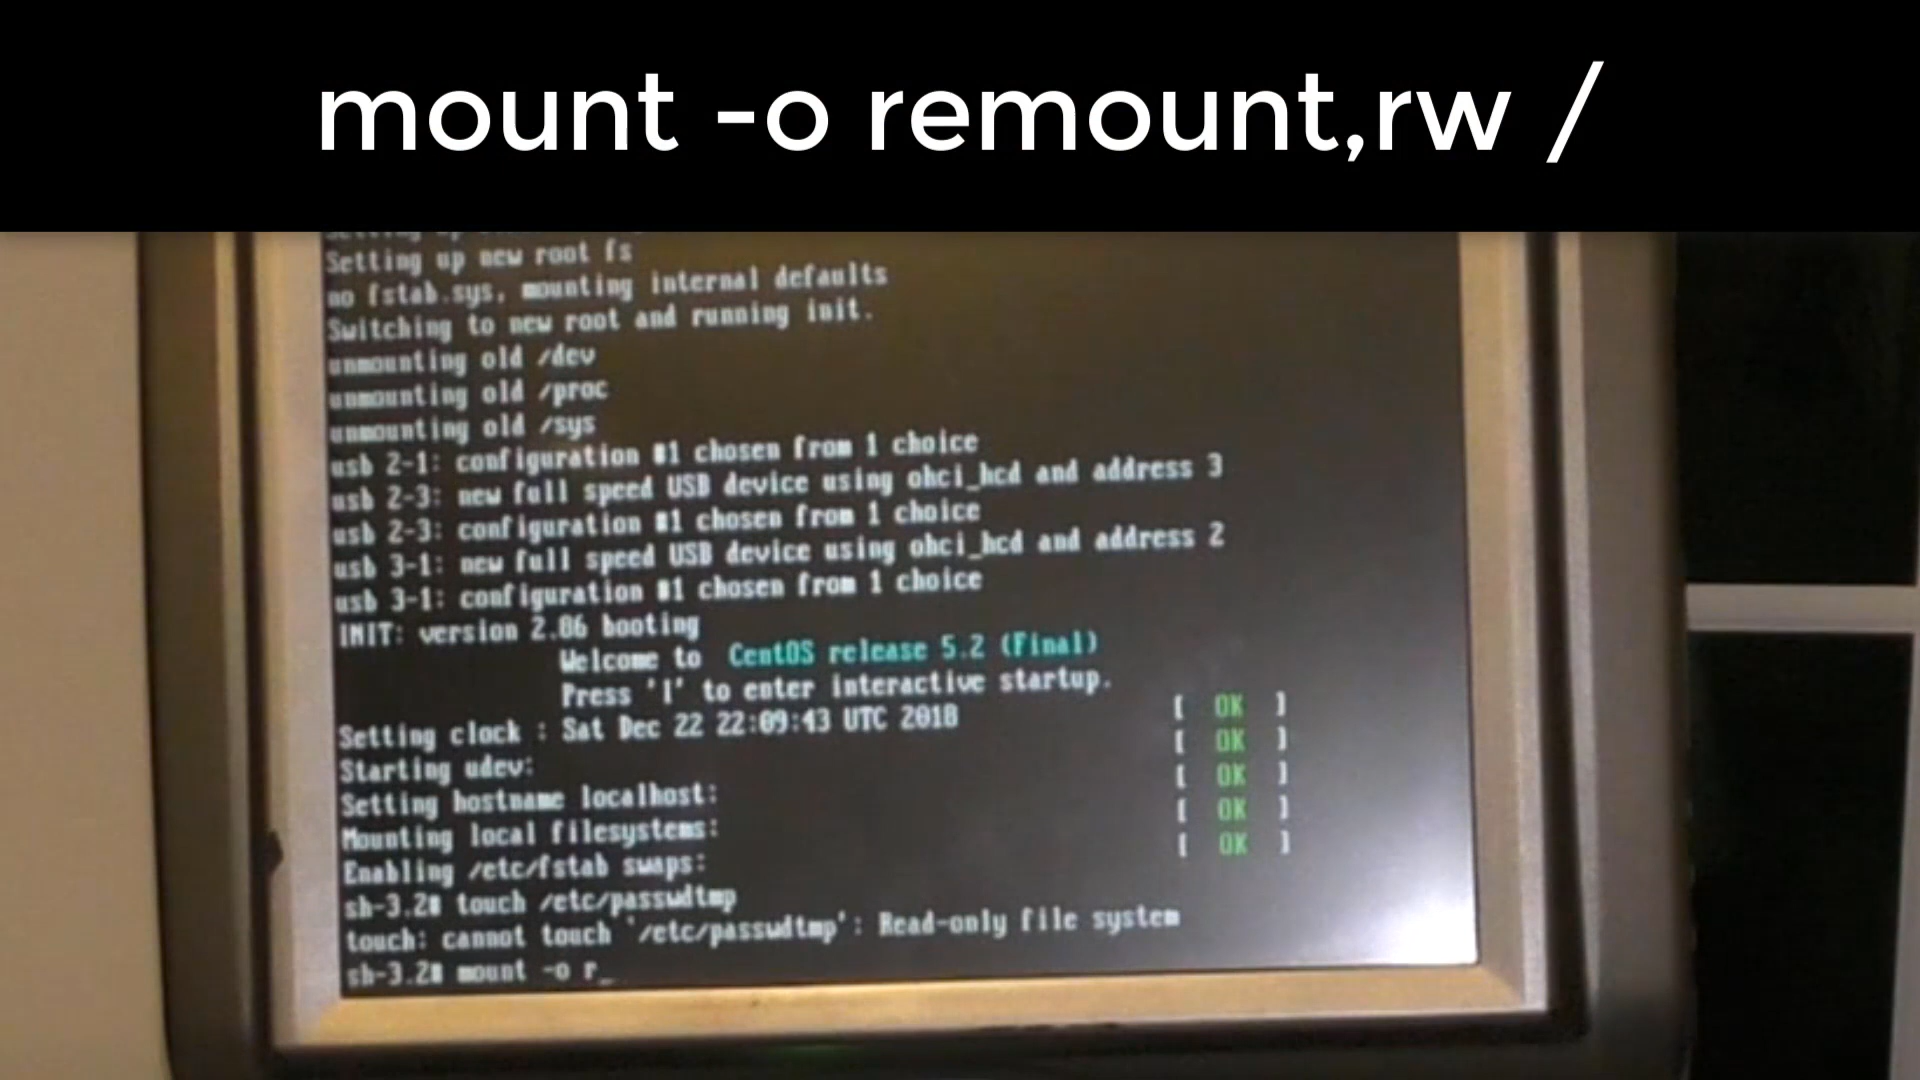 mount -o remount,rw /
Setting up new root fs
no fstab.sys, mounting internal defaults
Switching to new root and running init.
unmounting old /dev
unmounting old /proc
unmounting old /sys
usb 2-1: configuration #1 chosen from 1 choice
usb 2-3: new full speed USB device using ohci_hcd and address 3
usb 2-3: configuration #1 chosen from 1 choice
usb 3-1: new full speed USB device using ohci_hcd and address 2
usb 3-1: configuration #1 chosen from 1 choice
INIT: version 2.86 booting
Welcome to CentOS release 5.2 (Final)
Press 'I' to enter interactive startup.
Setting clock : Sat Dec 22 22:09:43 UTC 2018 [ OK ]
Starting udev: [ OK ]
Setting hostname localhost: [ OK ]
Mounting local filesystems: [ OK ]
Enabling /etc/fstab swaps: [ OK ]
sh-3.2# touch /etc/passwdtmp
touch: cannot touch `/etc/passwdtmp': Read-only file system
sh-3.2# mount -o r_